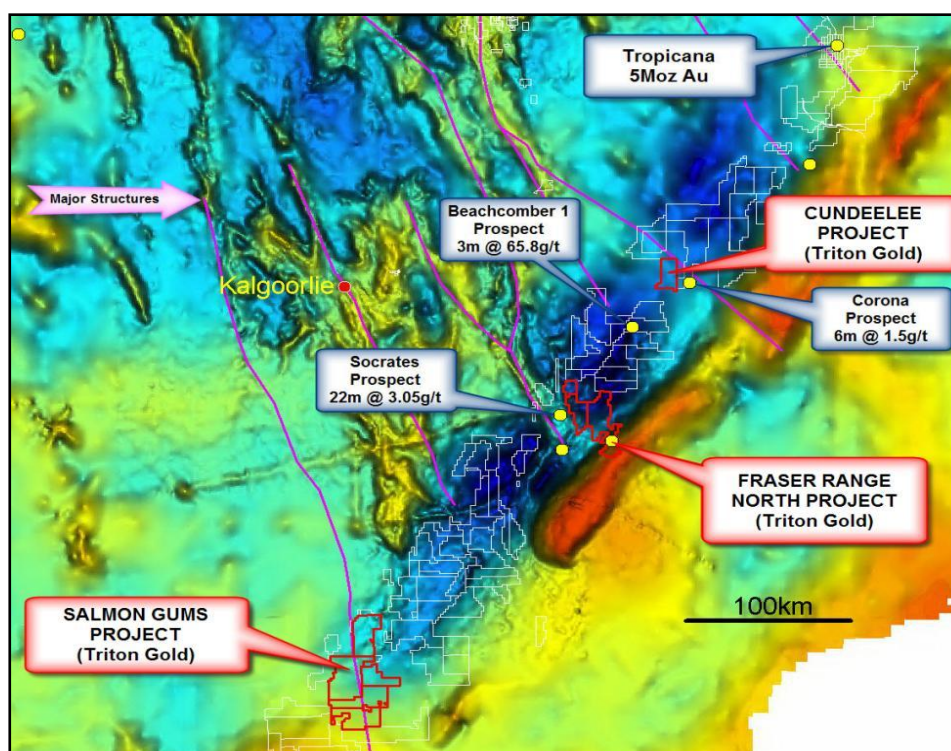 Tropicana
5Moz Au
Major Structures
Beachcomber 1
Prospect
3m @ 65.8g/t
CUNDEELEE
PROJECT
(Triton Gold)
Kalgoorlie
Corona
Prospect
6m @ 1.5g/t
Socrates
Prospect
22m @ 3.05g/t
FRASER RANGE
NORTH PROJECT
(Triton Gold)
SALMON GUMS
PROJECT
(Triton Gold)
100km